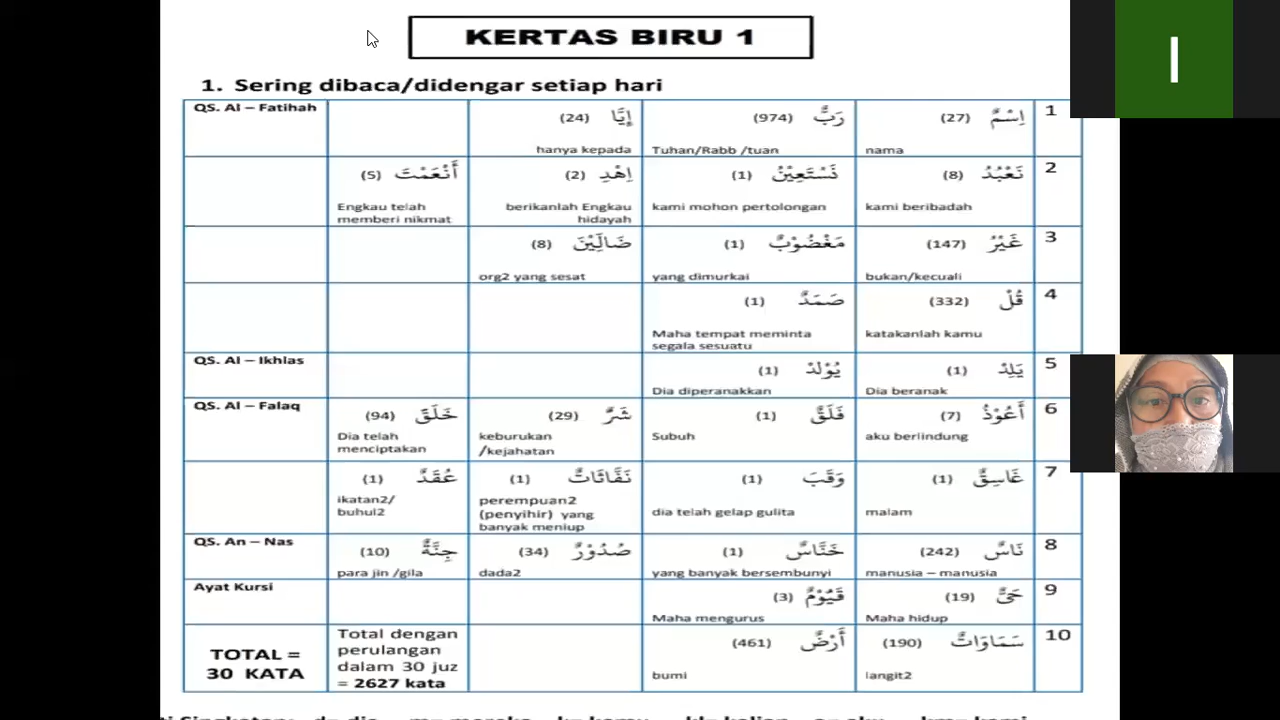 KERTAS BIRU 1
1. Sering dibaca/didengar setiap hari
QS. Al – Fatihah
(24) إِيَّا
(974) رَبٌّ
(27) اِسْمٌ
1
hanya kepada
Tuhan/Rabb /tuan
nama
(5) أَنْعَمْتَ
(2) اِهْدِ
(1) نَسْتَعِيْنُ
(8) نَعْبُدُ
2
Engkau telah
memberi nikmat
berikanlah Engkau
hidayah
kami mohon pertolongan
kami beribadah
(8) ضَالِّيْنَ
(1) مَغْضُوْبٌ
(147) غَيْرُ
3
org2 yang sesat
yang dimurkai
bukan/kecuali
(1) صَمَدٌ
(332) قُلْ
4
Maha tempat meminta
segala sesuatu
katakanlah kamu
QS. Al – Ikhlas
(1) يُوْلَدْ
(1) يَلِدْ
5
Dia diperanakkan
Dia beranak
QS. Al – Falaq
(94) خَلَقَ
(29) شَرٌّ
(1) فَلَقٌ
(7) أَعُوْذُ
6
Dia telah
menciptakan
keburukan
/kejahatan
Subuh
aku berlindung
(1) عُقَدٌ
(1) نَفَّاثَاتٌ
(1) وَقَبَ
(1) غَاسِقٌ
7
ikatan2/
buhul2
perempuan2
(penyihir) yang
banyak meniup
dia telah gelap gulita
malam
QS. An – Nas
(10) جِنَّةٌ
(34) صُدُوْرٌ
(1) خَنَّاسٌ
(242) نَاسٌ
8
para jin /gila
dada2
yang banyak bersembunyi
manusia – manusia
Ayat Kursi
(3) قَيُّوْمٌ
(19) حَيٌّ
9
Maha mengurus
Maha hidup
TOTAL =
30 KATA
Total dengan
perulangan
dalam 30 juz
= 2627 kata
(461) أَرْضٌ
(190) سَمَاوَاتٌ
10
bumi
langit2
I